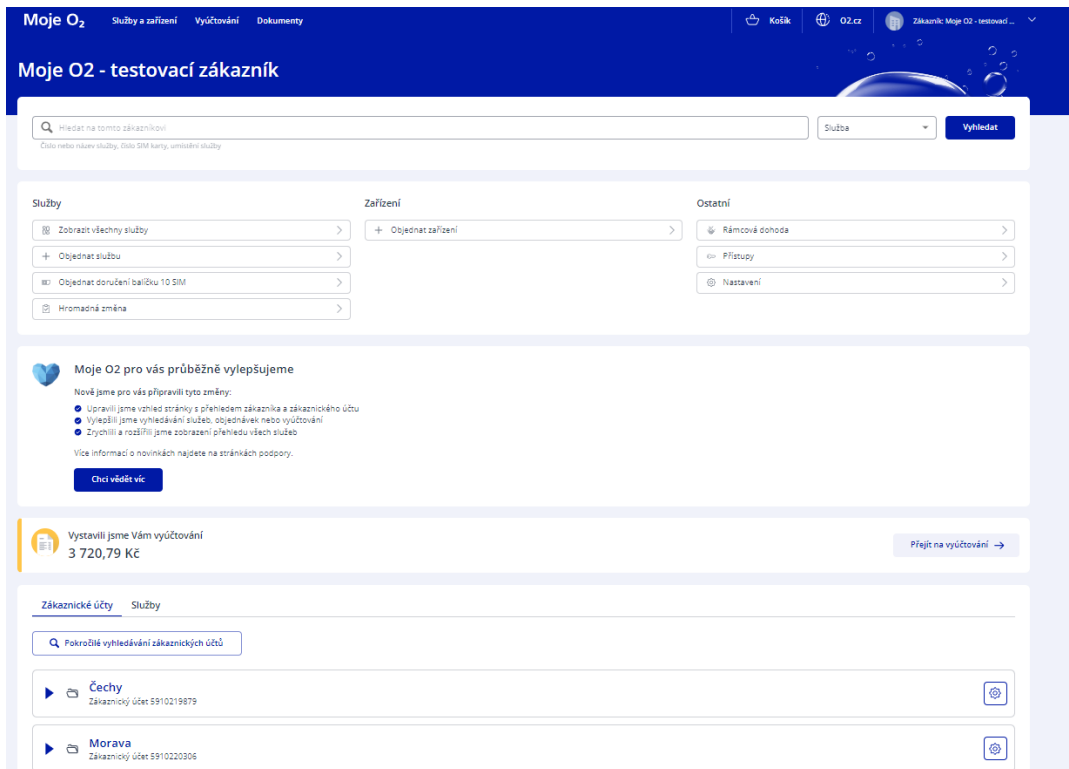 Moje O₂ Služby a zařízení Vyúčtování Dokumenty Košík O2.cz Zákazník: Moje O2 - testovací ...
Moje O2 - testovací zákazník
Hledat na tomto zákazníkovi Služba Vyhledat
Číslo nebo název služby, číslo SIM karty, umístění služby
Služby Zařízení Ostatní
Zobrazit všechny služby Objednat zařízení Rámcová dohoda
Objednat službu Přístupy
Objednat doručení balíčku 10 SIM Nastavení
Hromadná změna
Moje O2 pro vás průběžně vylepšujeme
Nově jsme pro vás připravili tyto změny:
Upravili jsme vzhled stránky s přehledem zákazníka a zákaznického účtu
Vylepšili jsme vyhledávání služeb, objednávek nebo vyúčtování
Zrychlili a rozšířili jsme zobrazení přehledu všech služeb
Více informací o novinkách najdete na stránkách podpory.
Chci vědět víc
Vystavili jsme Vám vyúčtování
3 720,79 Kč
Přejít na vyúčtování
Zákaznické účty Služby
Pokročilé vyhledávání zákaznických účtů
Čechy
Zákaznický účet 5910219879
Morava
Zákaznický účet 5910220306